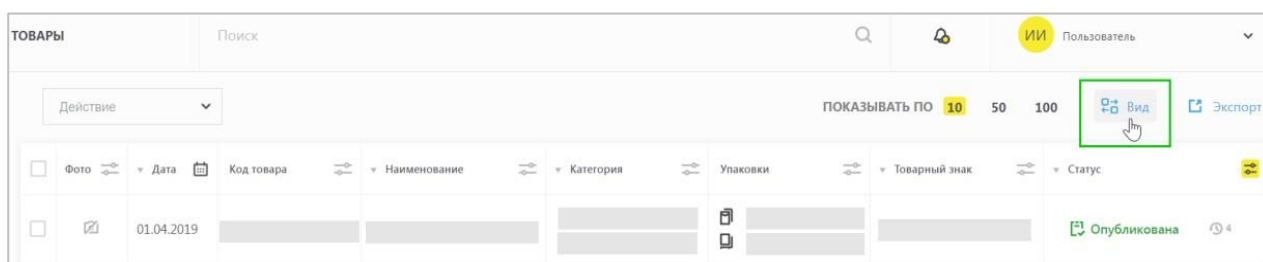 ТОВАРЫ Поиск ИИ Пользователь
Действие ПОКАЗЫВАТЬ ПО 10 50 100 Вид Экспорт
Фото Дата Код товара Наименование Категория Упаковки Товарный знак Статус
01.04.2019 Опубликована 4